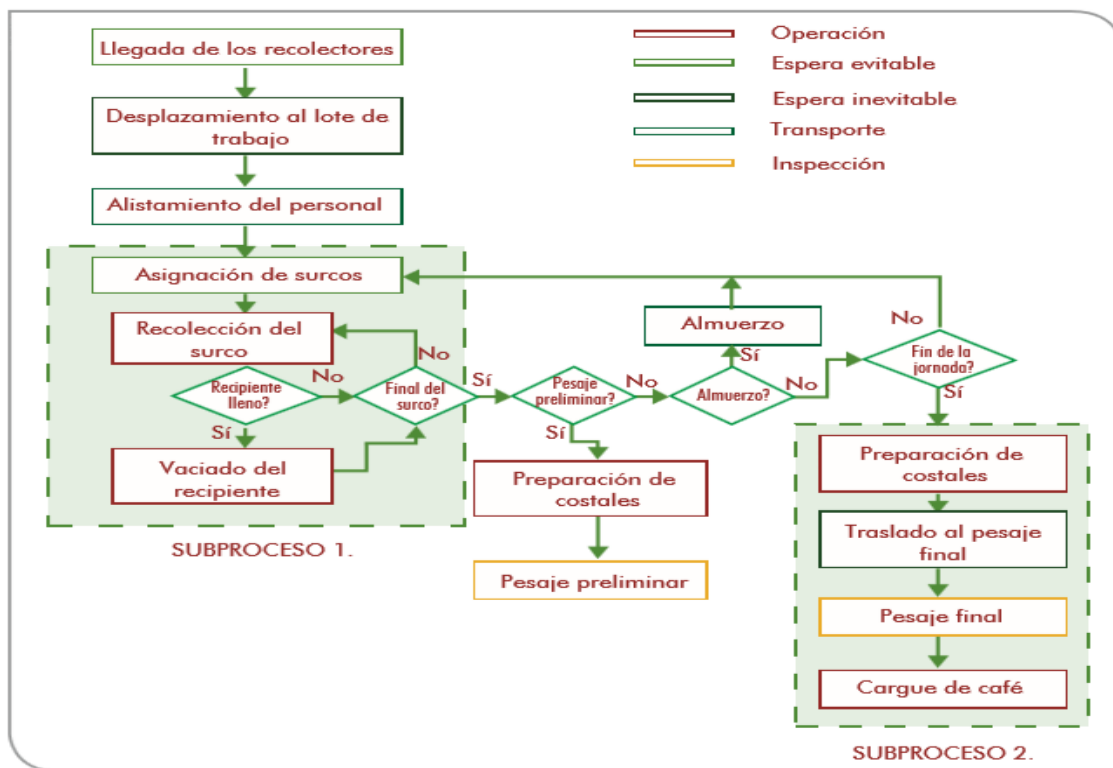 Llegada de los recolectores
Desplazamiento al lote de
trabajo
Alistamiento del personal
Operación
Espera evitable
Espera inevitable
Transporte
Inspección
Asignación de surcos
Recolección del
surco
Recipiente
lleno?
No
Sí
Vaciado del
recipiente
Final del
surco?
No
Sí
SUBPROCESO 1.
Pesaje
preliminar?
No
Sí
Preparación de
costales
Pesaje preliminar
Almuerzo
Sí
Almuerzo?
No
No
Fin de la
jornada?
Sí
Preparación de
costales
Traslado al pesaje
final
Pesaje final
Cargue de café
SUBPROCESO 2.